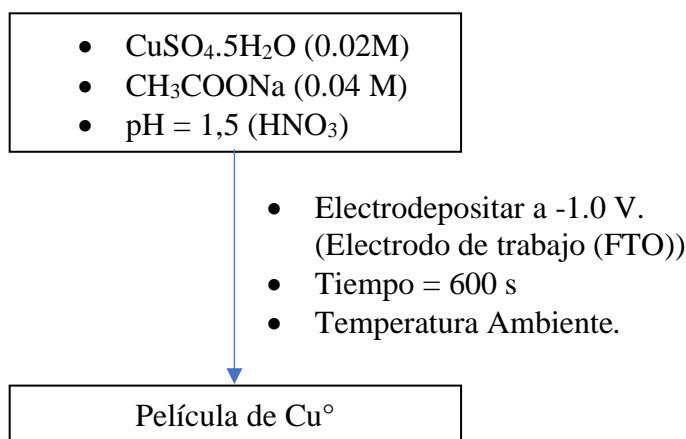 • CuSO₄.5H₂O (0.02M)
• CH₃COONa (0.04 M)
• pH = 1,5 (HNO₃)
• Electrodepositar a -1.0 V.
(Electrodo de trabajo (FTO))
• Tiempo = 600 s
• Temperatura Ambiente.
Película de Cu°